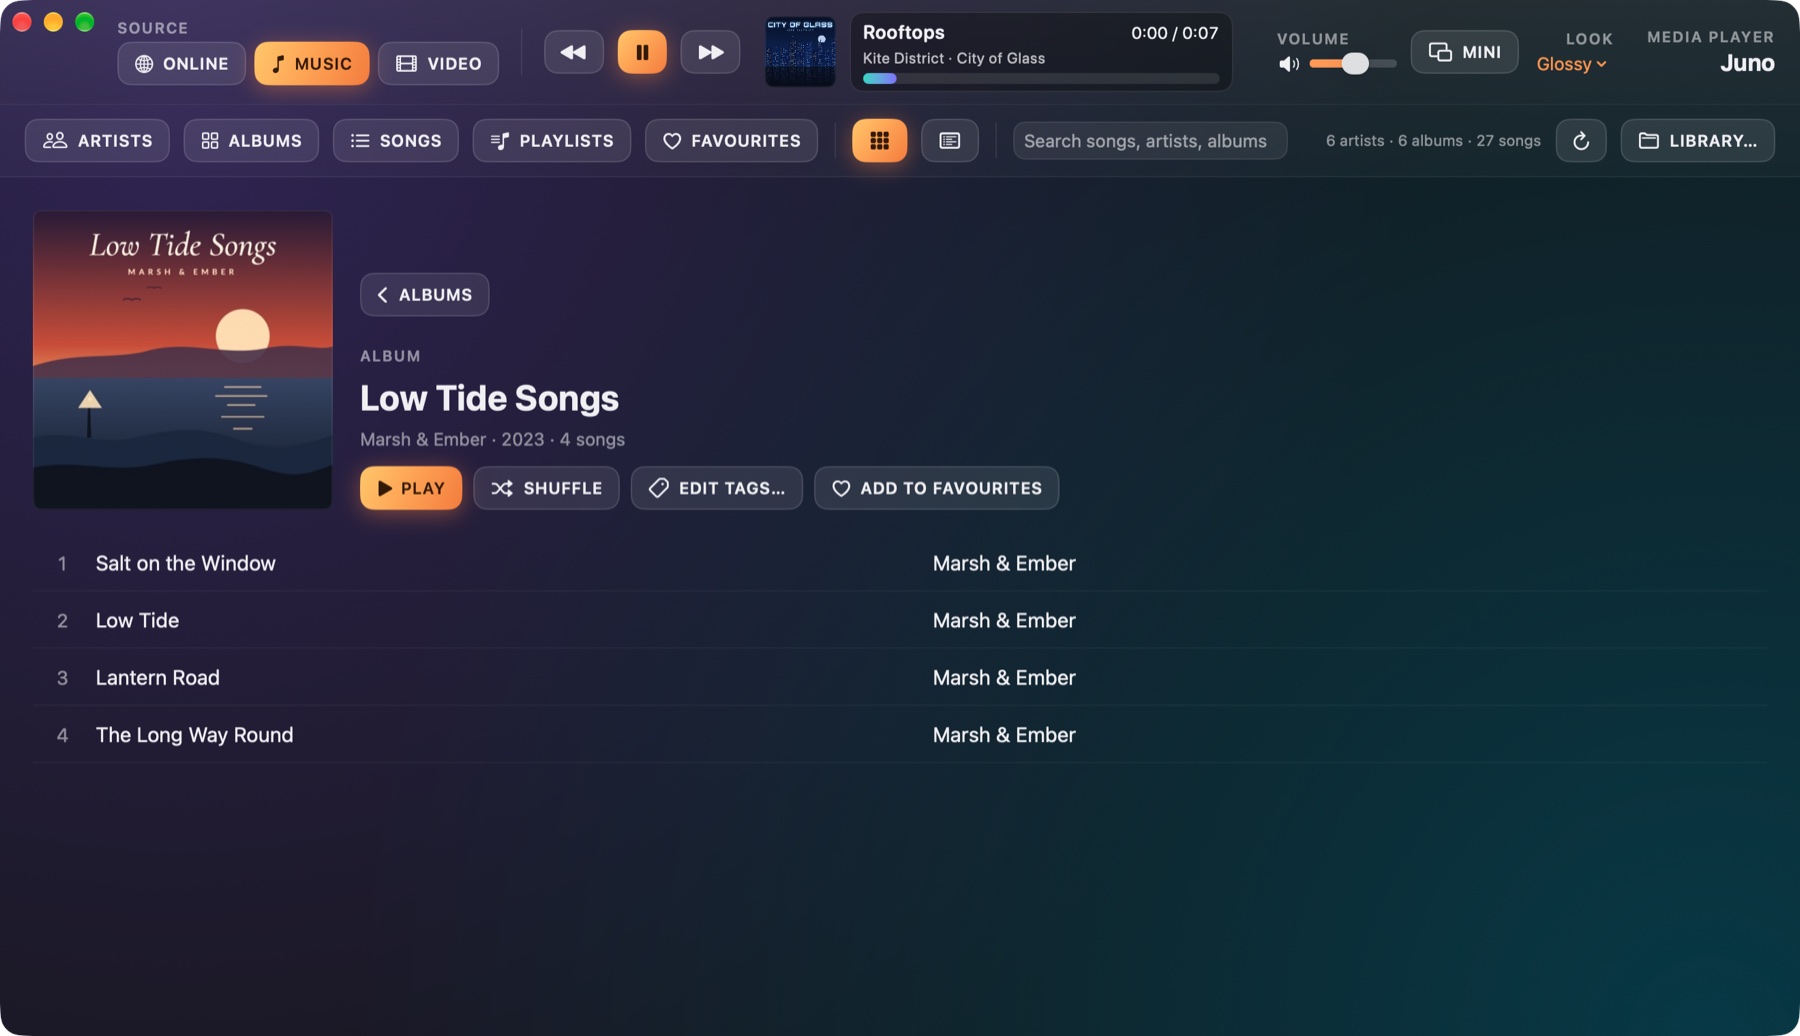 SOURCE
ONLINE
MUSIC
VIDEO
CITY OF GLASS
Rooftops
0:00 / 0:07
Kite District · City of Glass
VOLUME
MINI
LOOK
Glossy
MEDIA PLAYER
Juno
ARTISTS
ALBUMS
SONGS
PLAYLISTS
FAVOURITES
Search songs, artists, albums
6 artists · 6 albums · 27 songs
LIBRARY...
Low Tide Songs
MARSH & EMBER
ALBUMS
ALBUM
Low Tide Songs
Marsh & Ember · 2023 · 4 songs
PLAY
SHUFFLE
EDIT TAGS...
ADD TO FAVOURITES
1 Salt on the Window Marsh & Ember
2 Low Tide Marsh & Ember
3 Lantern Road Marsh & Ember
4 The Long Way Round Marsh & Ember